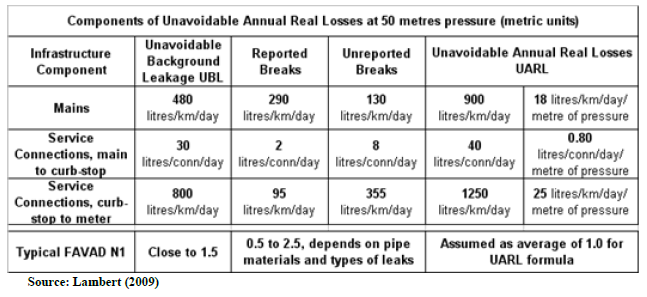 Components of Unavoidable Annual Real Losses at 50 metres pressure (metric units)
Infrastructure
Component
Unavoidable
Background
Leakage UBL
Reported
Breaks
Unreported
Breaks
Unavoidable Annual Real Losses
UARL
Mains
480
litres/km/day
290
litres/km/day
130
litres/km/day
900
litres/km/day
18 litres/km/day/
metre of pressure
Service
Connections, main
to curb-stop
30
litres/conn/day
2
litres/conn/day
8
litres/conn/day
40
litres/conn/day
0.80
litres/conn/day/
metre of pressure
Service
Connections, curb-
stop to meter
800
litres/km/day
95
litres/km/day
355
litres/km/day
1250
litres/km/day
25 litres/km/day/
metre of pressure
Typical FAVAD N1
Close to 1.5
0.5 to 2.5, depends on pipe
materials and types of leaks
Assumed as average of 1.0 for
UARL formula
Source: Lambert (2009)